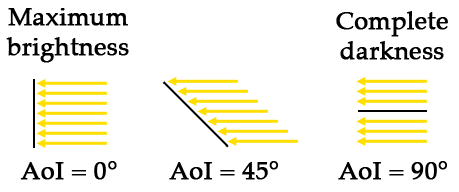 Maximum
brightness
Complete
darkness
AoI = 0°
AoI = 45°
AoI = 90°